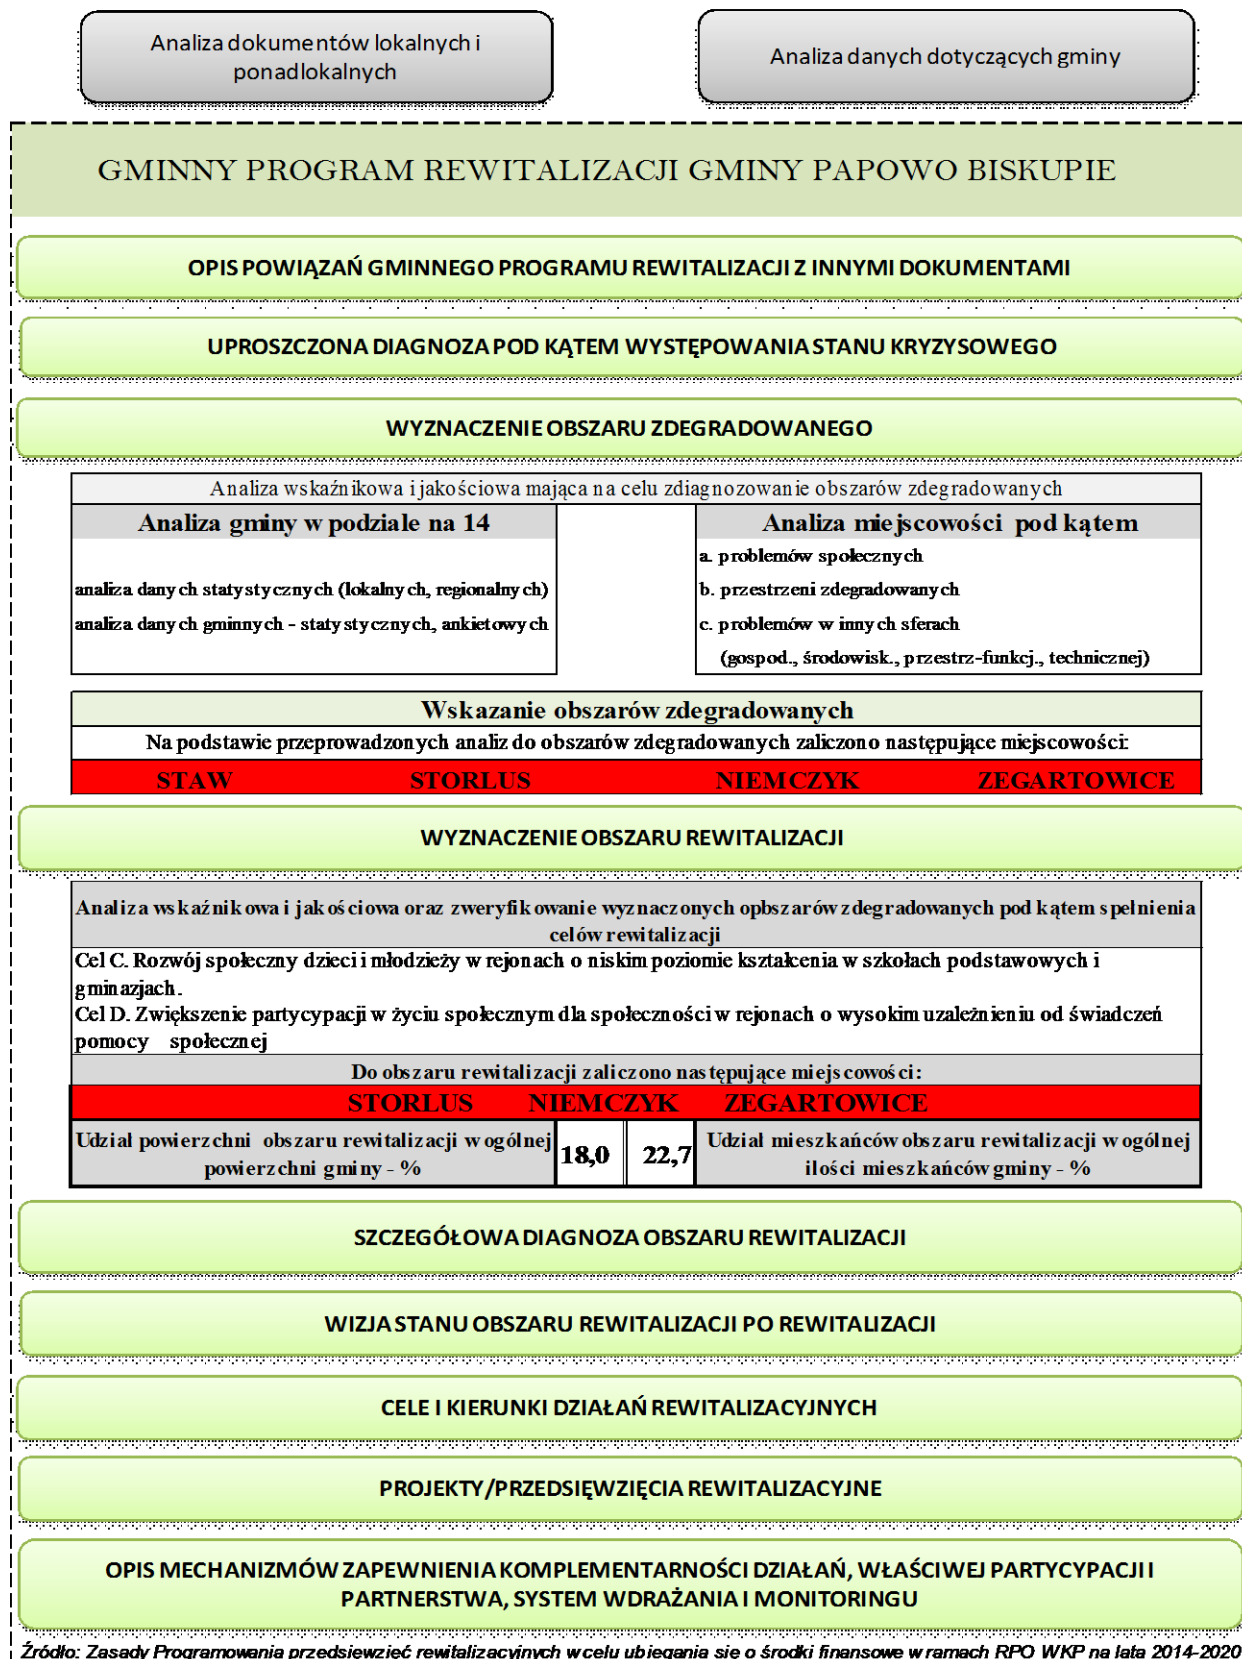 Analiza dokumentów lokalnych i
ponadlokalnych
Analiza danych dotyczących gminy
GMINNY PROGRAM REWITALIZACJI GMINY PAPOWO BISKUPIE
OPIS POWIĄZAŃ GMINNEGO PROGRAMU REWITALIZACJI Z INNYMI DOKUMENTAMI
UPROSZCZONA DIAGNOZA POD KĄTEM WYSTĘPOWANIA STANU KRYZYSOWEGO
WYZNACZENIE OBSZARU ZDEGRADOWANEGO
Analiza wskaźnikowa i jakościowa mająca na celu zdiagnozowanie obszarów zdegradowanych
Analiza gminy w podziale na 14
analiza danych statystycznych (lokalnych, regionalnych)
analiza danych gminnych - statystycznych, ankietowych
Analiza miejscowości pod kątem
a. problemów społecznych
b. przestrzeni zdegradowanych
c. problemów w innych sferach
(gospod., środowisk., przestrz-funkcj., technicznej)
Wskazanie obszarów zdegradowanych
Na podstawie przeprowadzonych analiz do obszarów zdegradowanych zaliczono następujące miejscowości:
STAW STORLUS NIEMCZYK ZEGARTOWICE
WYZNACZENIE OBSZARU REWITALIZACJI
Analiza wskaźnikowa i jakościowa oraz zweryfikowanie wyznaczonych opbszarów zdegradowanych pod kątem spełnienia
celów rewitalizacji
Cel C. Rozwój społeczny dzieci i młodzieży w rejonach o niskim poziomie kształcenia w szkołach podstawowych i
gminazjach.
Cel D. Zwiększenie partycypacji w życiu społecznym dla społeczności w rejonach o wysokim uzależnieniu od świadczeń
pomocy społecznej
Do obszaru rewitalizacji zaliczono następujące miejscowości:
STORLUS NIEMCZYK ZEGARTOWICE
Udział powierzchni obszaru rewitalizacji w ogólnej
powierzchni gminy - %
18,0
22,7
Udział mieszkańców obszaru rewitalizacji w ogólnej
ilości mieszkańców gminy - %
SZCZEGÓŁOWA DIAGNOZA OBSZARU REWITALIZACJI
WIZJA STANU OBSZARU REWITALIZACJI PO REWITALIZACJI
CELE I KIERUNKI DZIAŁAŃ REWITALIZACYJNYCH
PROJEKTY/PRZEDSIĘWZIĘCIA REWITALIZACYJNE
OPIS MECHANIZMÓW ZAPEWNIENIA KOMPLEMENTARNOŚCI DZIAŁAŃ, WŁAŚCIWEJ PARTYCYPACJI I
PARTNERSTWA, SYSTEM WDRAŻANIA I MONITORINGU
Źródło: Zasady Programowania przedsięwzięć rewitalizacyjnych w celu ubiegania się o środki finansowe w ramach RPO WKP na lata 2014-2020